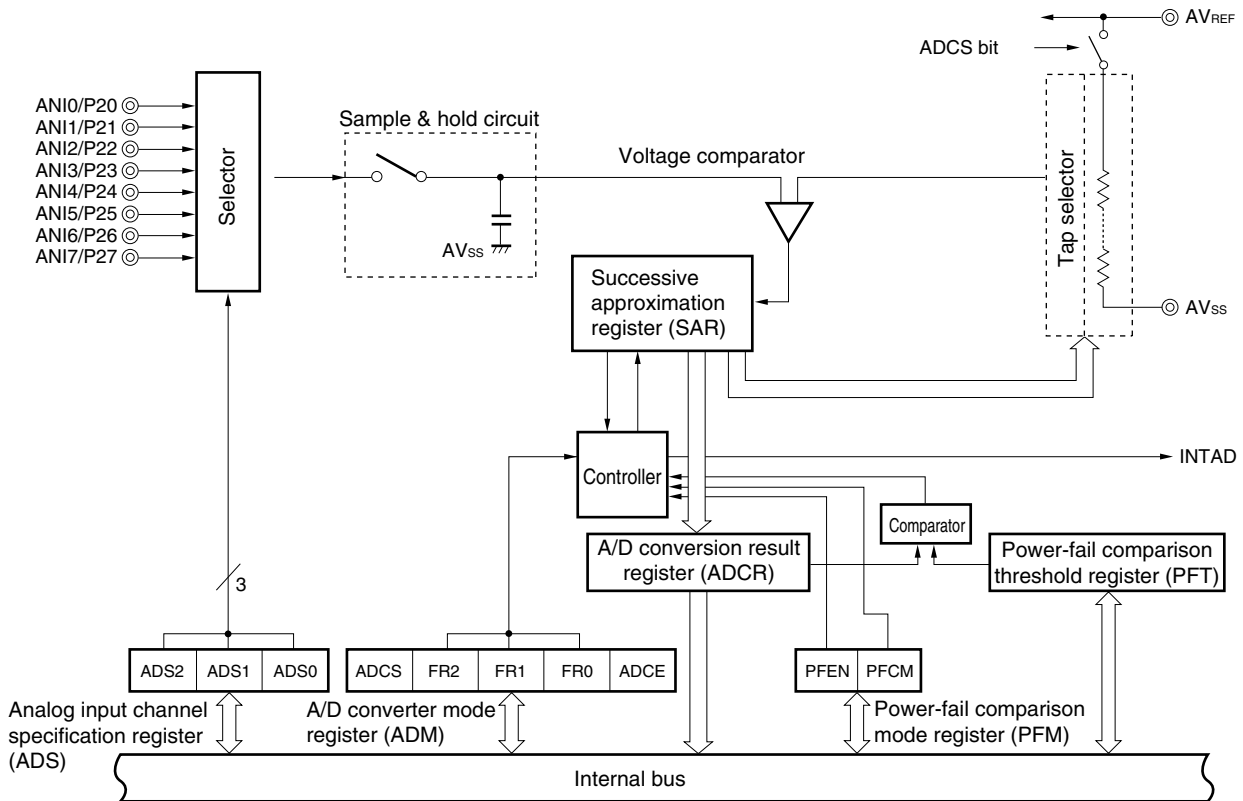 AVREF
ADCS bit
ANI0/P20
ANI1/P21
ANI2/P22
ANI3/P23
ANI4/P24
ANI5/P25
ANI6/P26
ANI7/P27
Selector
Sample & hold circuit
AVSS
Voltage comparator
Tap selector
AVSS
Successive
approximation
register (SAR)
Controller
INTAD
Comparator
A/D conversion result
register (ADCR)
Power-fail comparison
threshold register (PFT)
3
ADS2 ADS1 ADS0
ADCS FR2 FR1 FR0 ADCE
PFEN PFCM
Analog input channel
specification register
(ADS)
A/D converter mode
register (ADM)
Power-fail comparison
mode register (PFM)
Internal bus